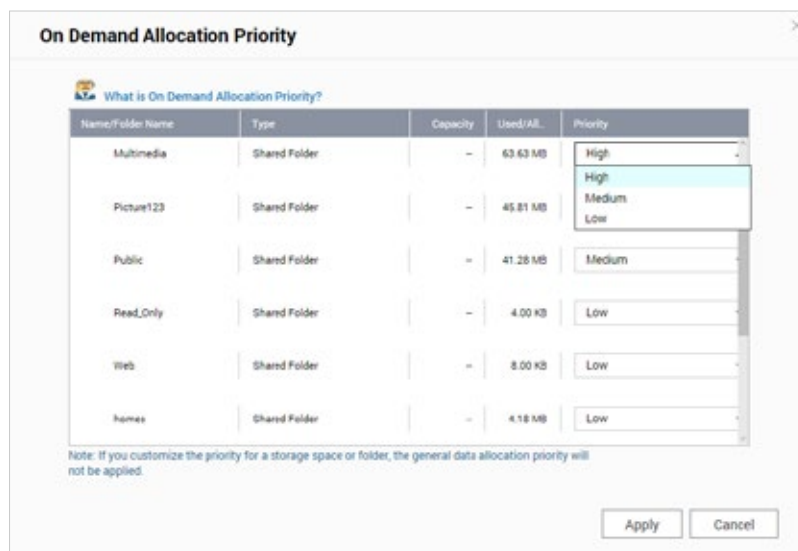 On Demand Allocation Priority
What is On Demand Allocation Priority?
Name/Folder Name Type Capacity Used/All.. Priority
Multimedia Shared Folder -- 63.63 MB High
High
Medium
Low
Picture123 Shared Folder -- 45.81 MB
Public Shared Folder -- 41.28 MB Medium
Read_Only Shared Folder -- 4.00 KB Low
Web Shared Folder -- 8.00 KB Low
homes Shared Folder -- 4.18 MB Low
Note: If you customize the priority for a storage space or folder, the general data allocation priority will
not be applied.
Apply Cancel